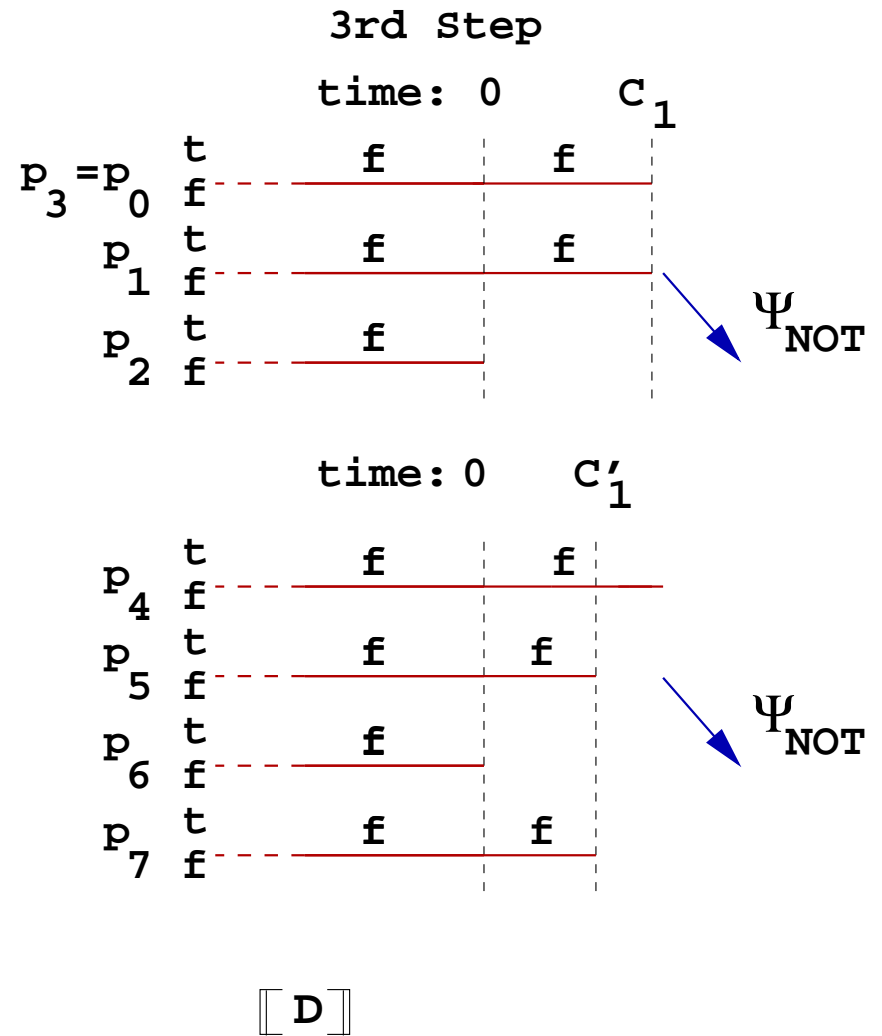 3rd Step
time: 0 C1
p3=p0 t f f f
p1 t f f f
ΨNOT
p2 t f f
time: 0 C′1
p4 t f f f
p5 t f f f
ΨNOT
p6 t f f
p7 t f f f
⟦ D ⟧